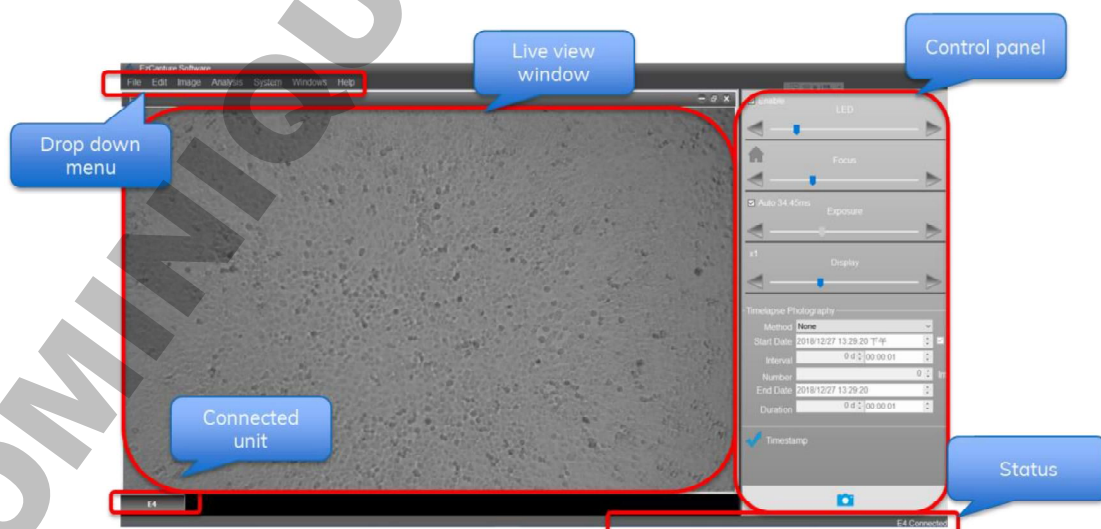 Live view
window
Control panel
EzCapture Software
File Edit Image Analysis System Windows Help
Drop down
menu
Enable
LED
Focus
Auto 34.45ms
Exposure
x1
Display
Timelapse Photography
Method None
Start Date 2018/12/27 13:29:20 下午
Interval 0 d 00:00:01
Number 0
End Date 2018/12/27 13:29:20
Duration 0 d 00:00:01
Timestamp
Connected
unit
Status
E4
E4 Connected